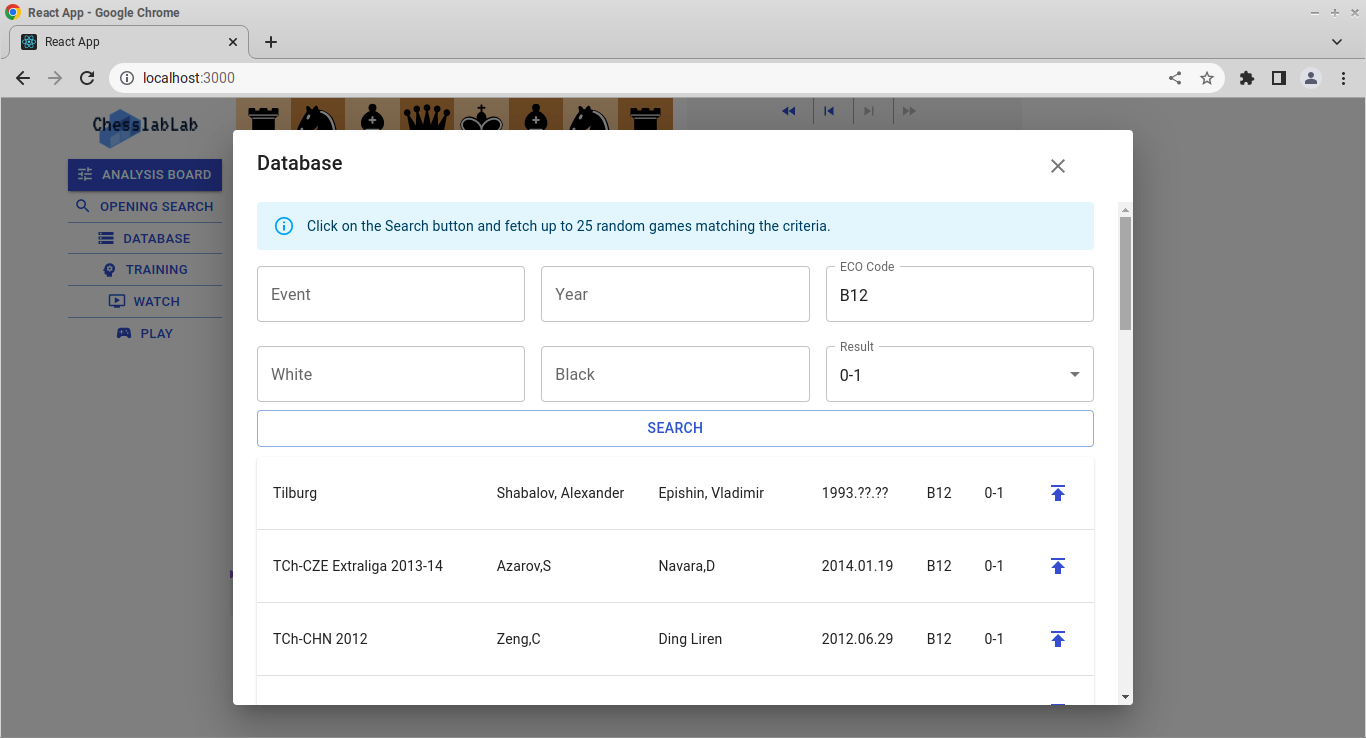 React App - Google Chrome
React App
localhost:3000
ChesslabLab
ANALYSIS BOARD
OPENING SEARCH
DATABASE
TRAINING
WATCH
PLAY
Database
Click on the Search button and fetch up to 25 random games matching the criteria.
Event
Year
ECO Code
B12
White
Black
Result
0-1
SEARCH
Tilburg Shabalov, Alexander Epishin, Vladimir 1993.??.?? B12 0-1
TCh-CZE Extraliga 2013-14 Azarov,S Navara,D 2014.01.19 B12 0-1
TCh-CHN 2012 Zeng,C Ding Liren 2012.06.29 B12 0-1